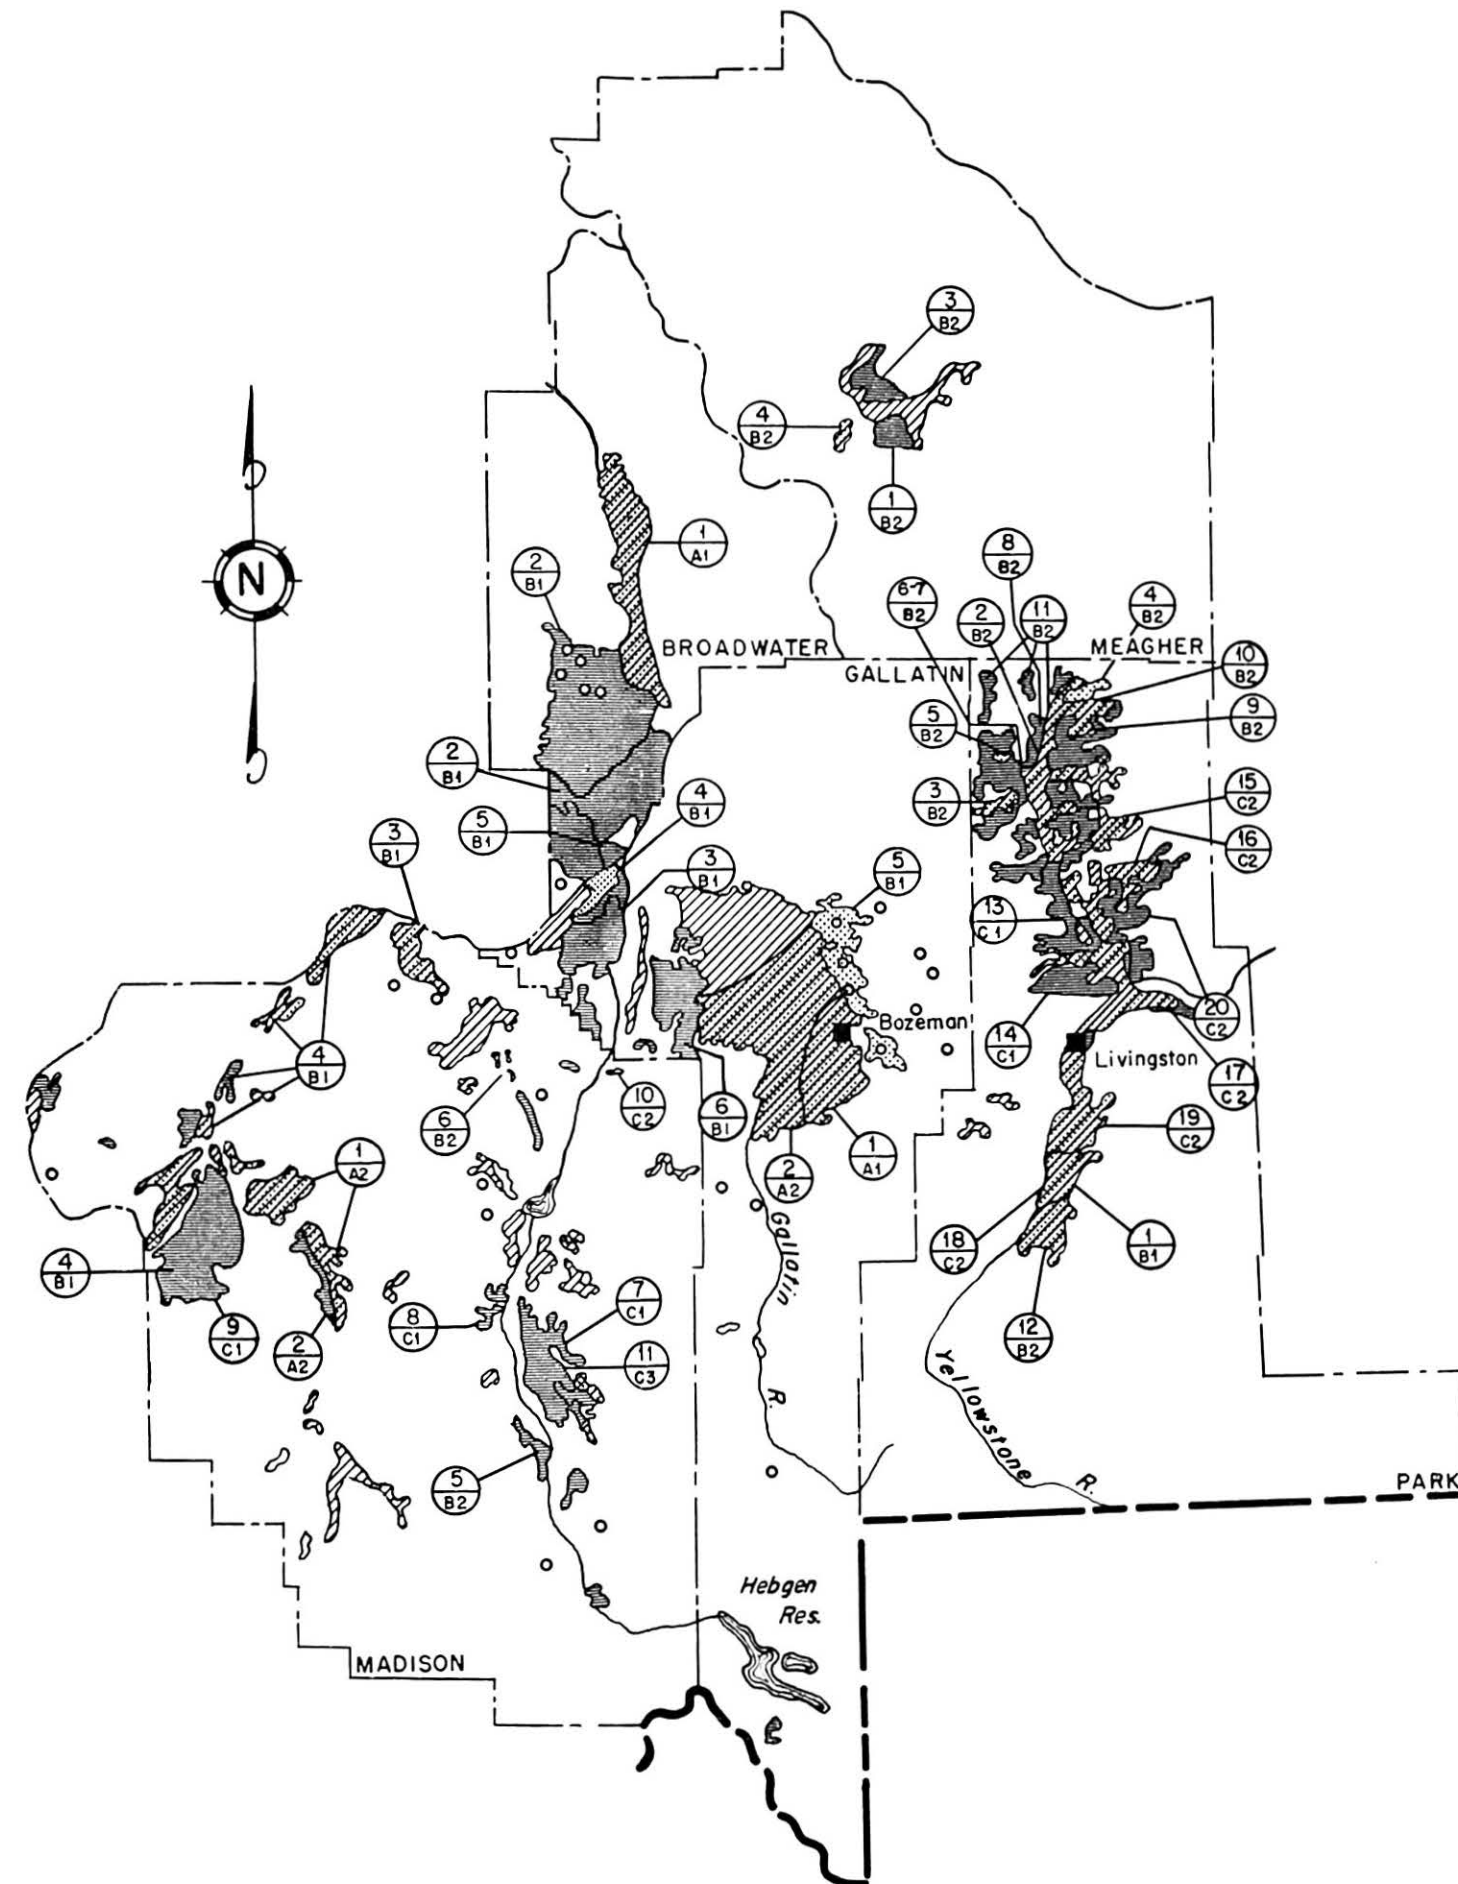 3
B2
4
B2
1
B2
1
A1
8
B2
2
B1
6-7
B2
2
B2
11
B2
4
B2
N
BROADWATER
MEAGHER
GALLATIN
10
B2
5
B2
9
B2
2
B1
4
B1
3
B2
15
C2
5
B1
3
B1
3
B1
5
B1
16
C2
13
C1
Bozeman
20
C2
14
C1
Livingston
4
B1
10
C2
6
B1
17
C2
6
B2
19
C2
1
A2
2
A2
1
A1
Gallatin
R.
4
B1
18
C2
1
B1
7
C1
9
C1
8
C1
12
B2
2
A2
11
C3
Yellowstone
R.
5
B2
PARK
Hebgen
Res.
MADISON